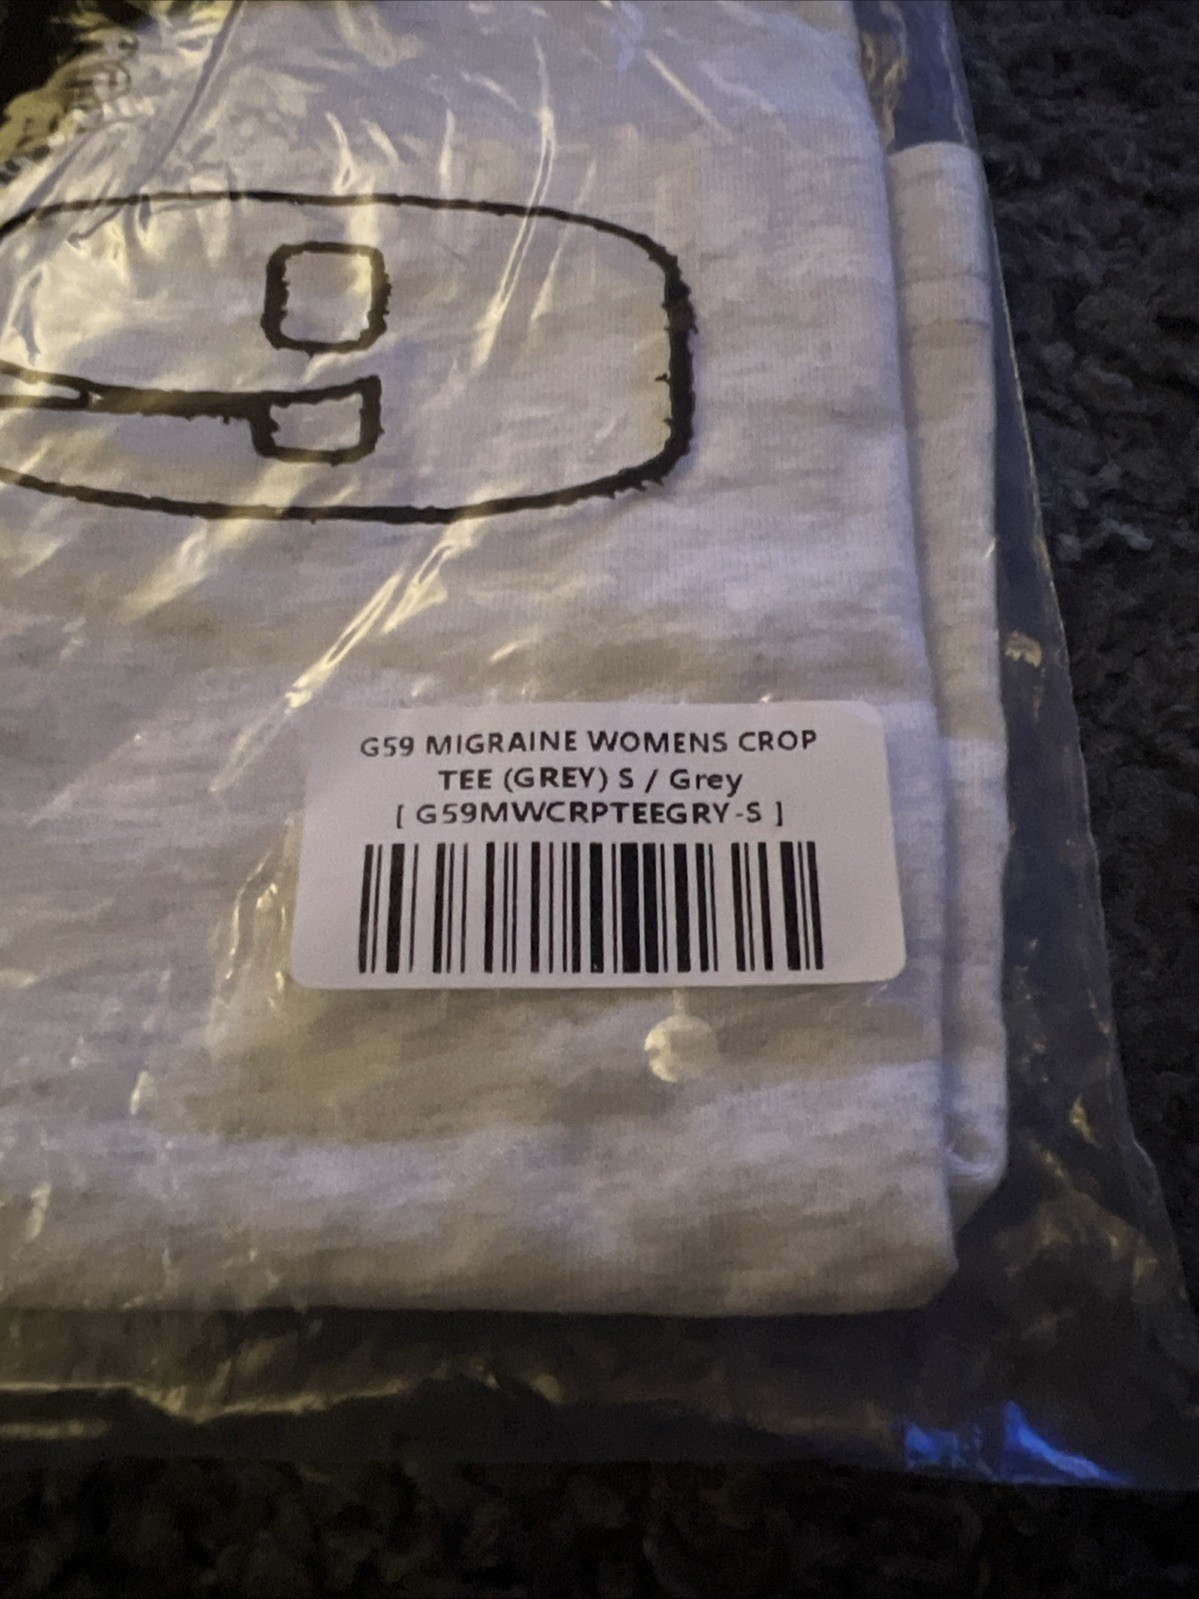 G59 MIGRAINE WOMENS CROP
TEE (GREY) S / Grey
[ G59MWCRPTEEGRY-S ]